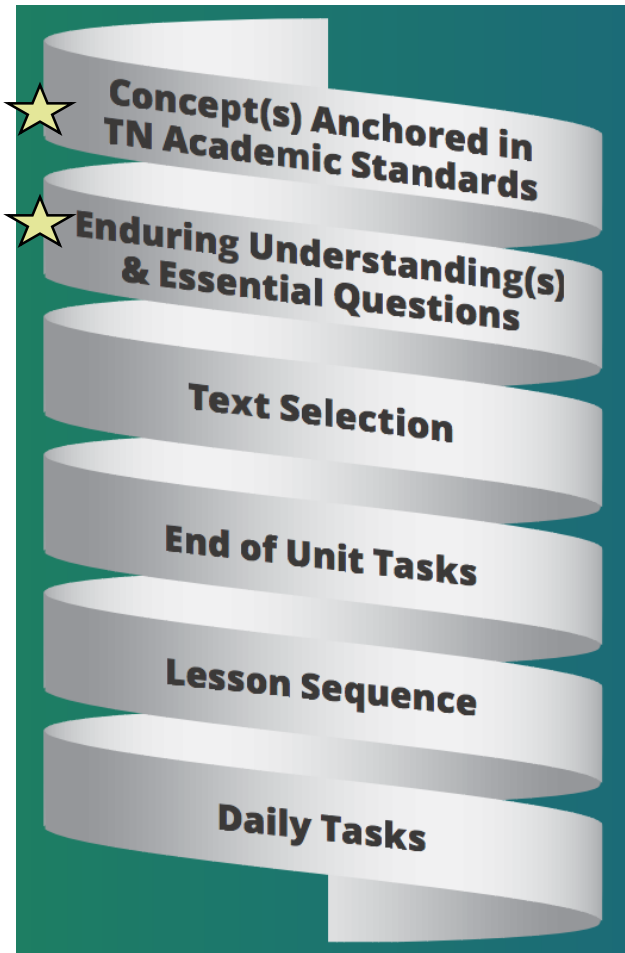 Concept(s) Anchored in
TN Academic Standards
Enduring Understanding(s)
& Essential Questions
Text Selection
End of Unit Tasks
Lesson Sequence
Daily Tasks